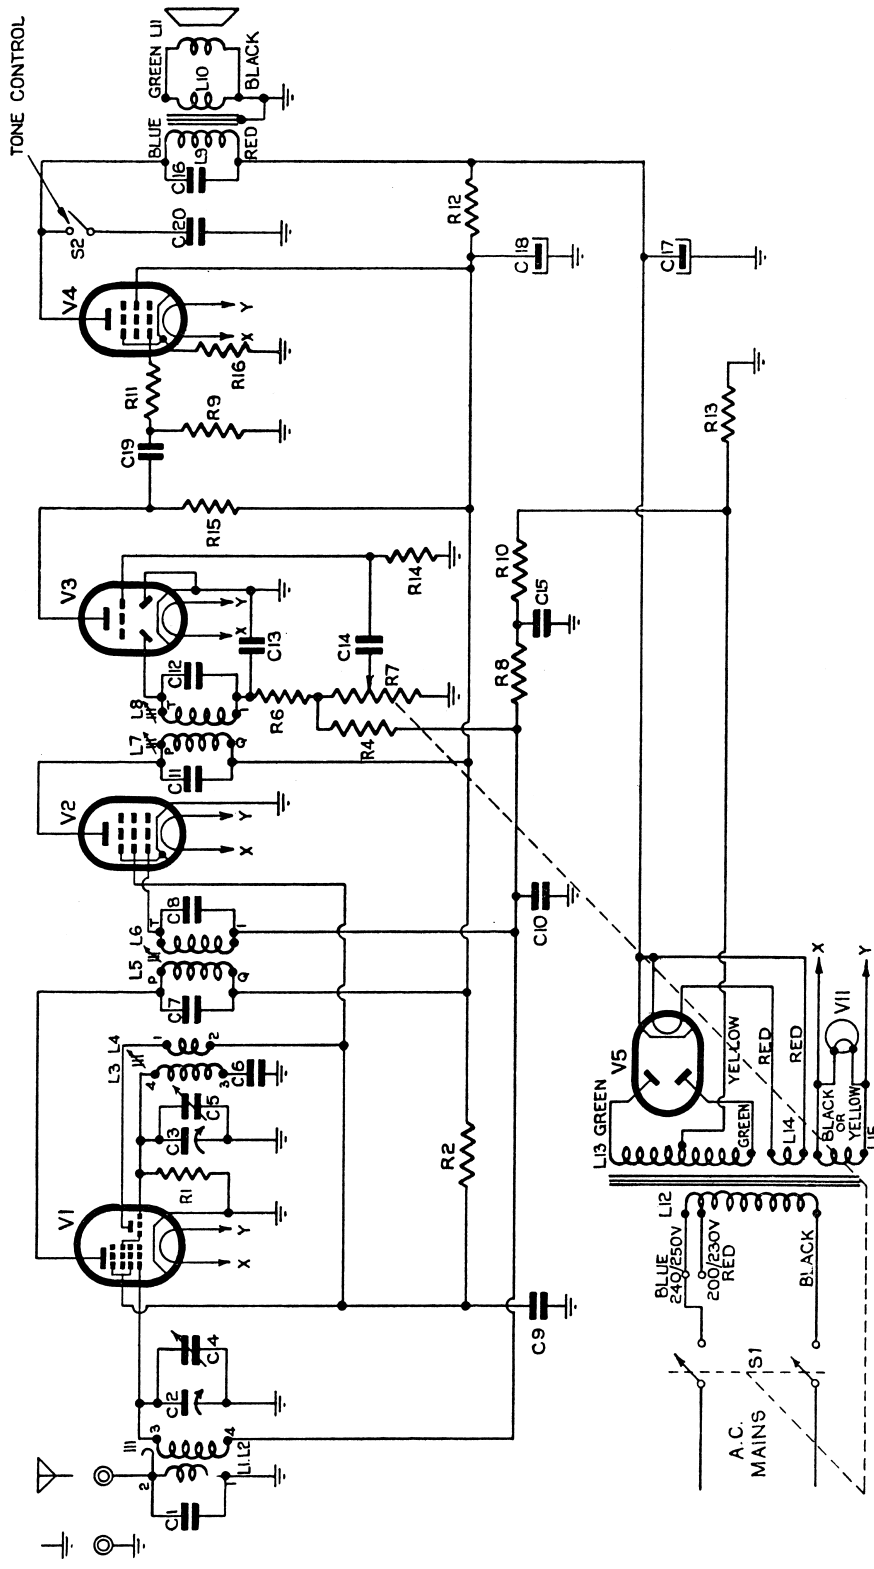 TONE CONTROL
GREEN L11
L10
BLACK
BLUE
L9
RED
C16
C20
S2
V4
Y
X
R16
R11
R9
C19
R12
C18
C17
R15
V3
Y
X
C13
R14
C14
R13
R10
C15
R8
L8
T
C12
1
L7
P
Q
C11
R6
R7
R4
V2
Y
X
C10
T
L6
C8
1
L5
P
C7
Q
L4
L3
1
2
4
3
C16
C5
C3
R1
V1
Y
X
R2
C9
C4
C2
3
4
L1.L2
2
1
C1
V5
YELLOW
RED
RED
L13 GREEN
GREEN
L14
BLACK
OR
YELLOW
L15
X
Y
V11
L12
BLUE
240/250V
200/230V
RED
BLACK
S1
A.C.
MAINS